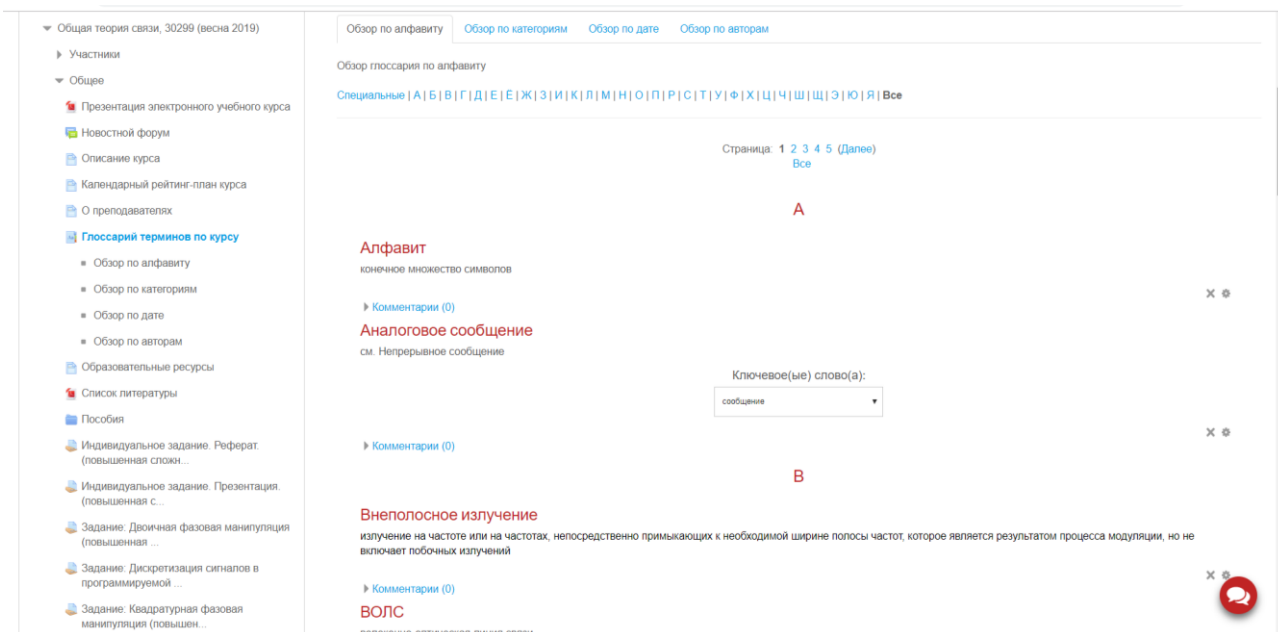 Общая теория связи, 30299 (весна 2019)
Участники
Общее
Презентация электронного учебного курса
Новостной форум
Описание курса
Календарный рейтинг-план курса
О преподавателях
Глоссарий терминов по курсу
Обзор по алфавиту
Обзор по категориям
Обзор по дате
Обзор по авторам
Образовательные ресурсы
Список литературы
Пособия
Индивидуальное задание. Реферат.
(повышенная сложн...
Индивидуальное задание. Презентация.
(повышенная с...
Задание: Двоичная фазовая манипуляция
(повышенная ...
Задание: Дискретизация сигналов в
программируемой ...
Задание: Квадратурная фазовая
манипуляция (повышен...
Обзор по алфавиту Обзор по категориям Обзор по дате Обзор по авторам
Обзор глоссария по алфавиту
Специальные | А | Б | В | Г | Д | Е | Ё | Ж | З | И | К | Л | М | Н | О | П | Р | С | Т | У | Ф | Х | Ц | Ч | Ш | Щ | Э | Ю | Я | Все
Страница: 1 2 3 4 5 (Далее)
Все
А
Алфавит
конечное множество символов
Комментарии (0)
Аналоговое сообщение
см. Непрерывное сообщение
Ключевое(ые) слово(а):
сообщение
Комментарии (0)
В
Внеполосное излучение
излучение на частоте или на частотах, непосредственно примыкающих к необходимой ширине полосы частот, которое является результатом процесса модуляции, но не
включает побочных излучений
Комментарии (0)
ВОЛС